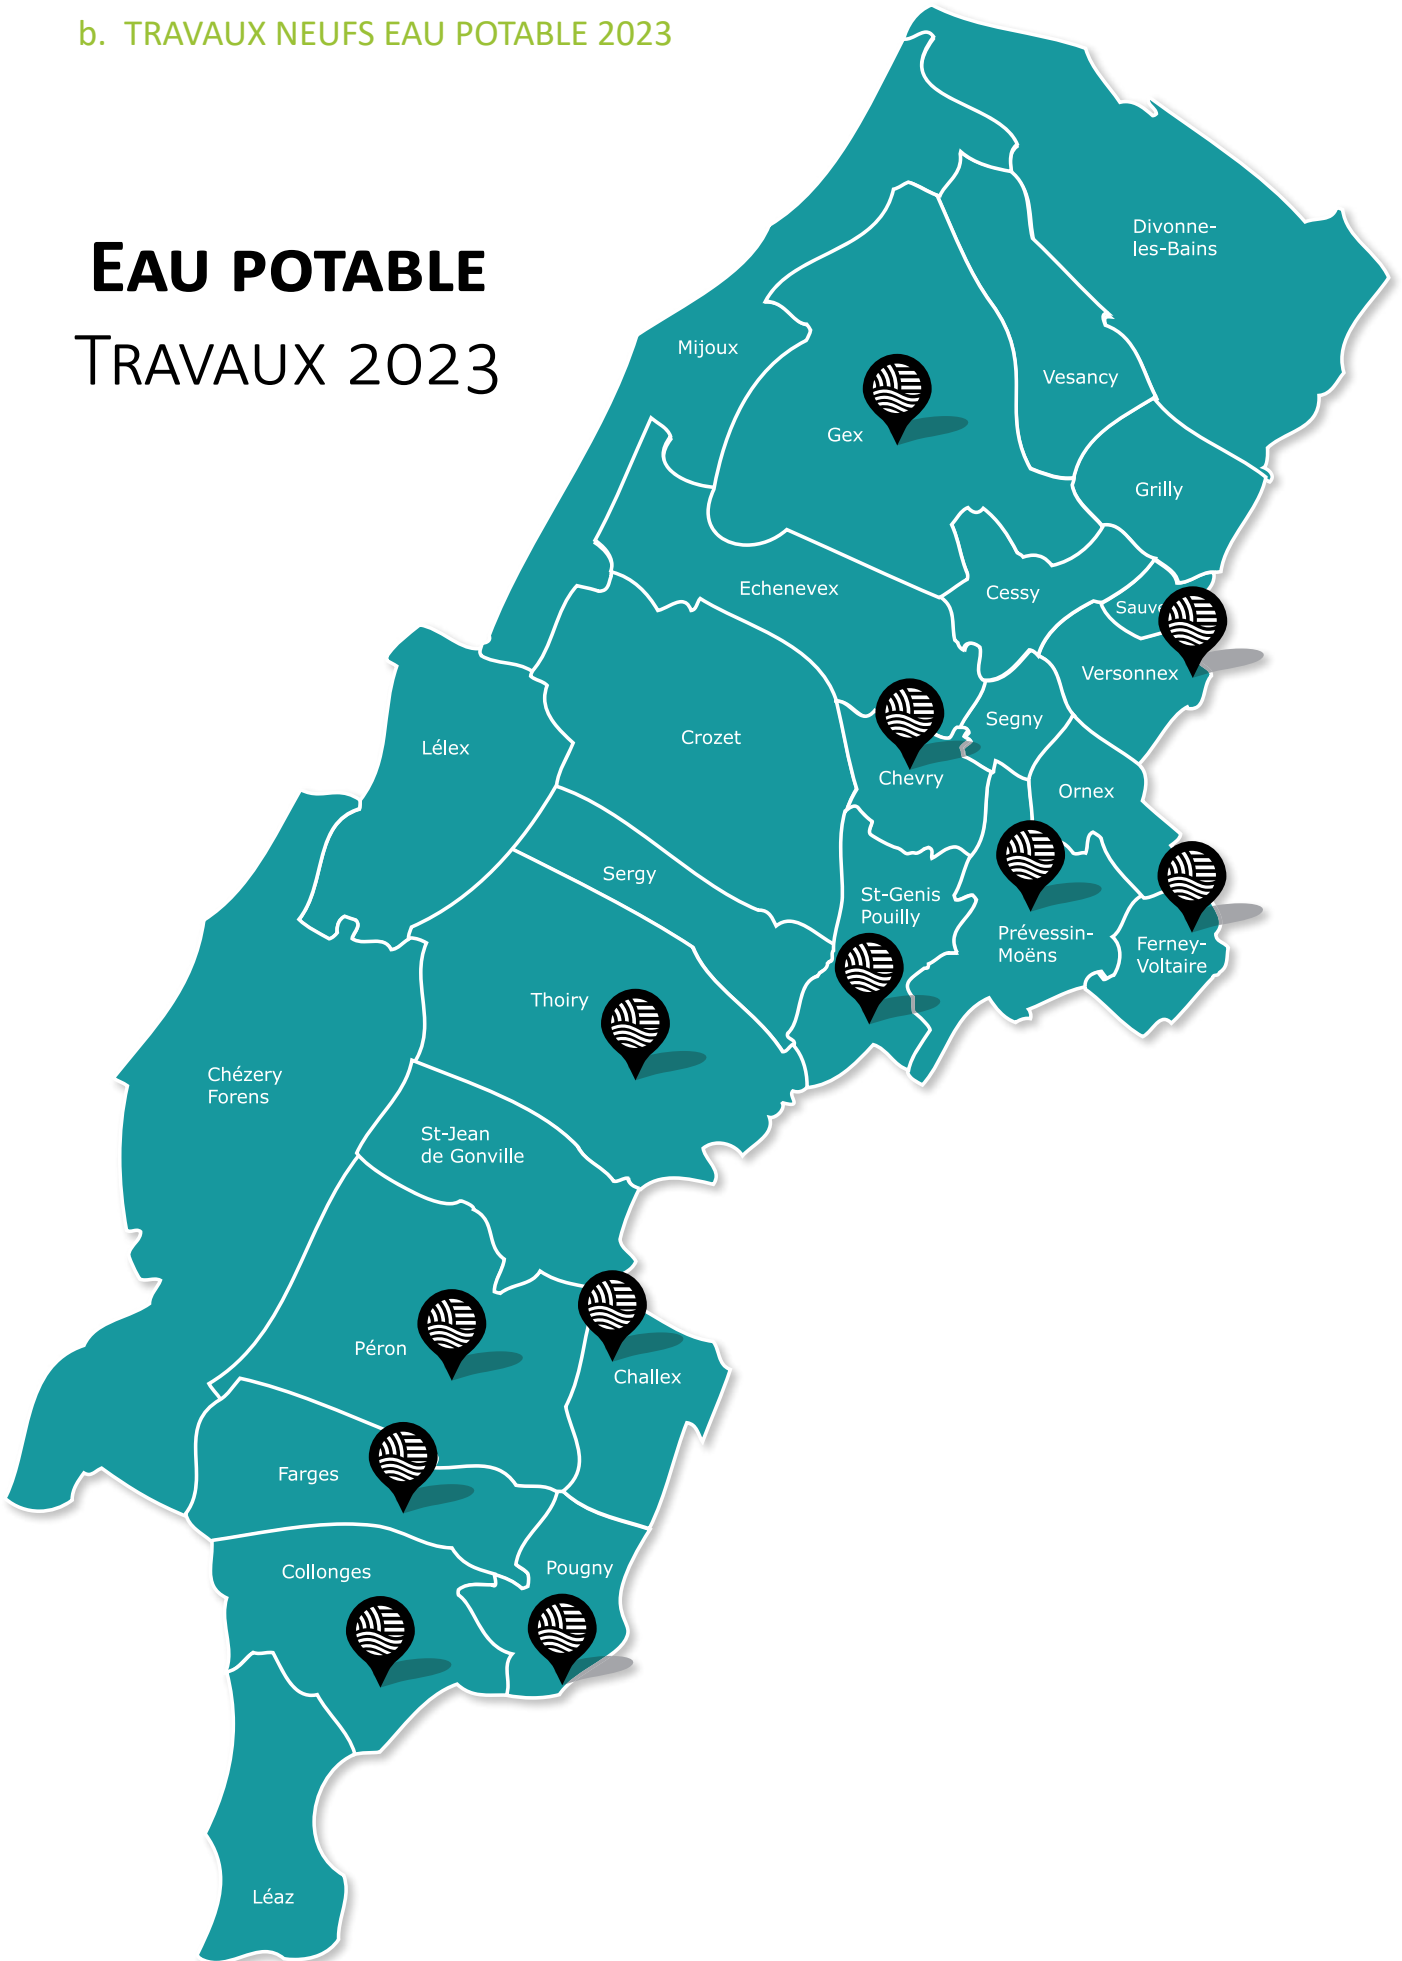 b. TRAVAUX NEUFS EAU POTABLE 2023
EAU POTABLE
TRAVAUX 2023
Divonne-
les-Bains
Mijoux
Vesancy
Gex
Grilly
Echenevex
Cessy
Sauve
Versonnex
Segny
Crozet
Lélex
Chevry
Ornex
Sergy
St-Genis
Pouilly
Prévessin-
Moëns
Ferney-
Voltaire
Thoiry
Chézery
Forens
St-Jean
de Gonville
Péron
Challex
Farges
Collonges
Pougny
Léaz